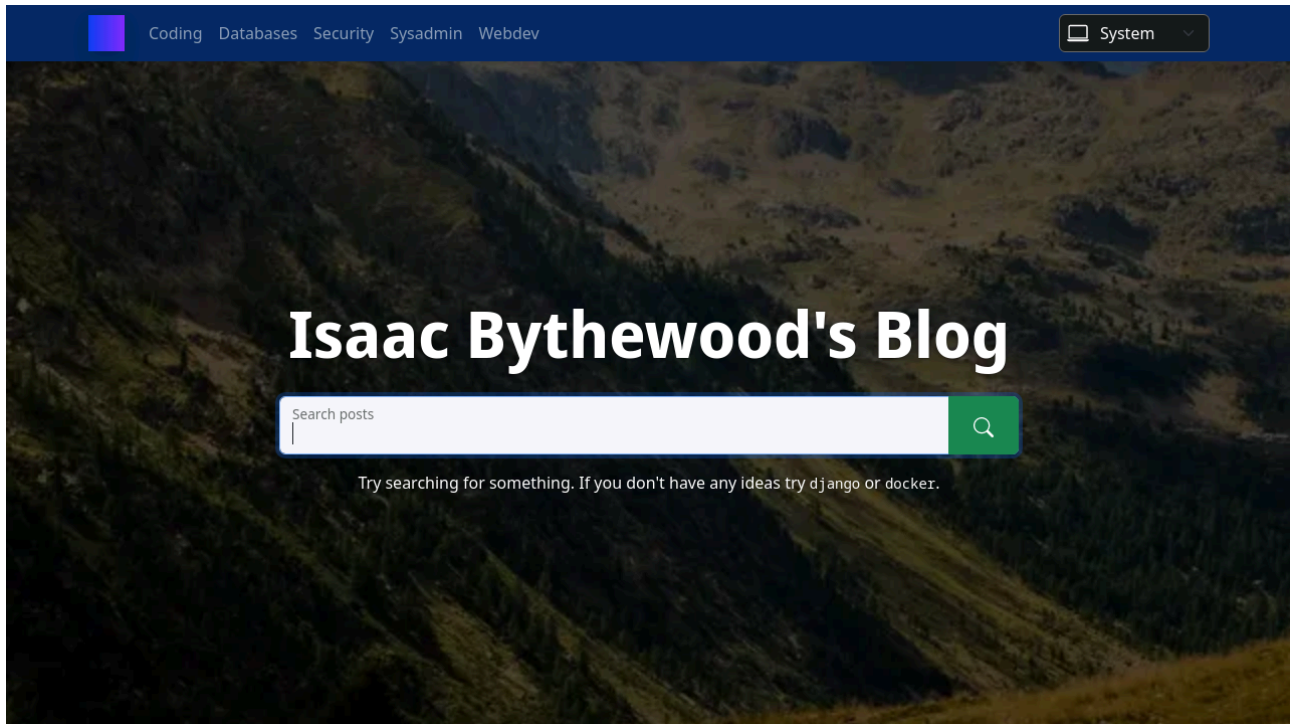 Coding Databases Security Sysadmin Webdev System
Isaac Bythewood's Blog
Search posts
Try searching for something. If you don't have any ideas try django or docker.